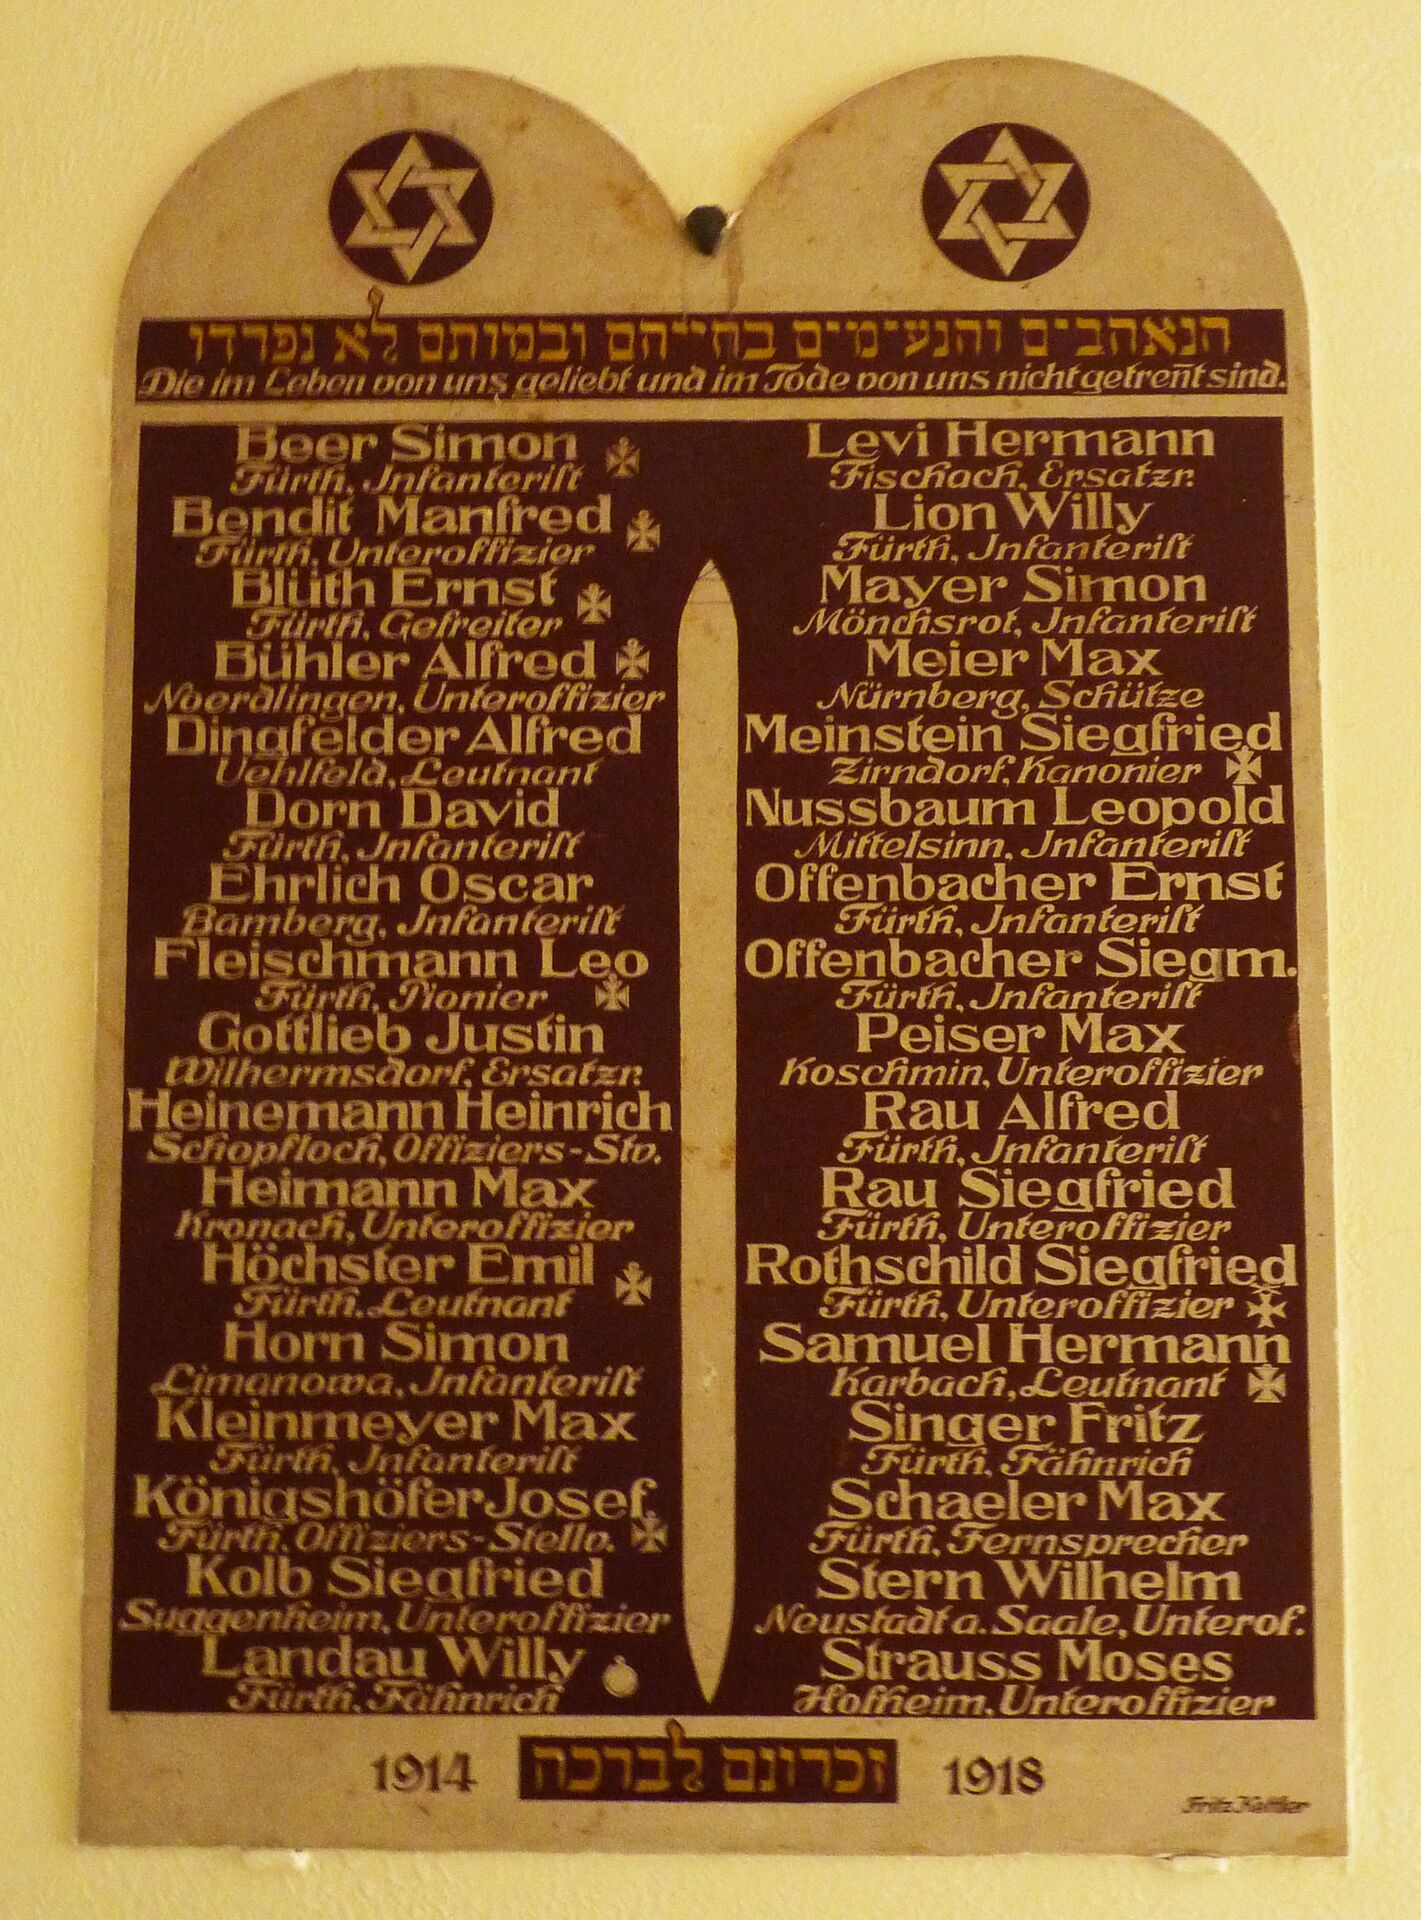 הנאהבים והנעימים בחייהם ובמותם לא נפרדו
Die im Leben von uns geliebt und im Tode von uns nicht getren̄t sind.
Beer Simon
Fürth, Infanterist
Bendit Manfred
Fürth, Unteroffizier
Blüth Ernst
Fürth, Gefreiter
Bühler Alfred
Noerdlingen, Unteroffizier
Dingfelder Alfred
Uehlfeld, Leutnant
Dorn David
Fürth, Infanterist
Ehrlich Oscar
Bamberg, Infanterist
Fleischmann Leo
Fürth, Pionier
Gottlieb Justin
Wilhermsdorf, Ersatzr.
Heinemann Heinrich
Schopfloch, Offiziers-Stv.
Heimann Max
Kronach, Unteroffizier
Höchster Emil
Fürth, Leutnant
Horn Simon
Limanowa, Infanterist
Kleinmeyer Max
Fürth, Infanterist
Königshöfer Josef
Fürth, Offiziers-Stellv.
Kolb Siegfried
Suggenheim, Unteroffizier
Landau Willy
Fürth, Fähnrich
Levi Hermann
Fischach, Ersatzr.
Lion Willy
Fürth, Infanterist
Mayer Simon
Mönchsrot, Infanterist
Meier Max
Nürnberg, Schütze
Meinstein Siegfried
Zirndorf, Kanonier
Nussbaum Leopold
Mittelsinn, Infanterist
Offenbacher Ernst
Fürth, Infanterist
Offenbacher Siegm.
Fürth, Infanterist
Peiser Max
Koschmin, Unteroffizier
Rau Alfred
Fürth, Infanterist
Rau Siegfried
Fürth, Unteroffizier
Rothschild Siegfried
Fürth, Unteroffizier
Samuel Hermann
Karbach, Leutnant
Singer Fritz
Fürth, Fähnrich
Schaeler Max
Fürth, Fernsprecher
Stern Wilhelm
Neustadt a. Saale, Unterof.
Strauss Moses
Hofheim, Unteroffizier
1914 זכרונם לברכה 1918
Fritz